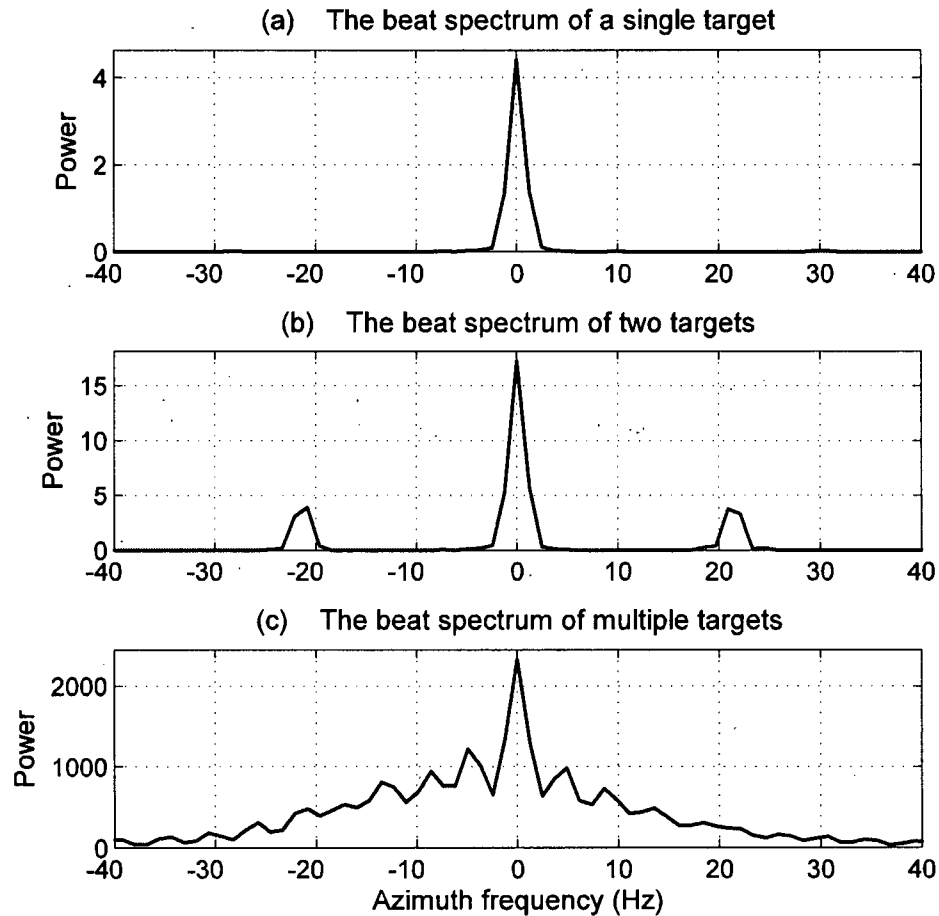 (a) The beat spectrum of a single target
4
2
0
Power
-40 -30 -20 -10 0 10 20 30 40
(b) The beat spectrum of two targets
15
10
5
0
Power
-40 -30 -20 -10 0 10 20 30 40
(c) The beat spectrum of multiple targets
2000
1000
0
Power
-40 -30 -20 -10 0 10 20 30 40
Azimuth frequency (Hz)